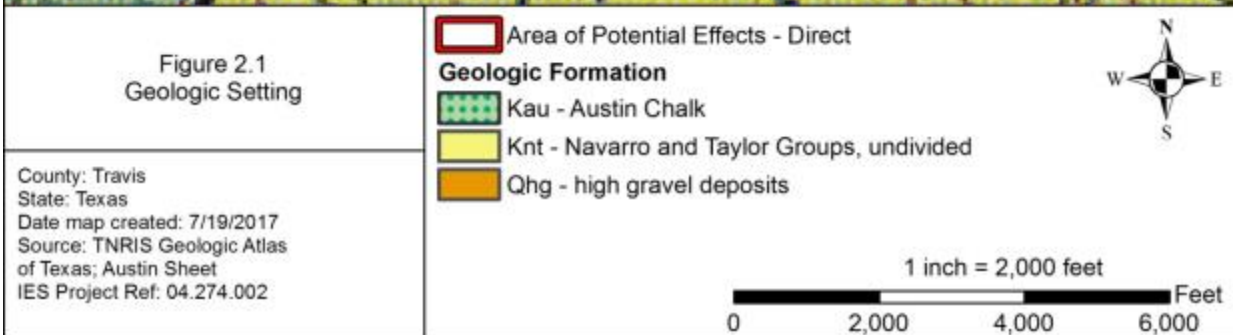 Figure 2.1
Geologic Setting
County: Travis
State: Texas
Date map created: 7/19/2017
Source: TNRIS Geologic Atlas
of Texas; Austin Sheet
IES Project Ref: 04.274.002
Area of Potential Effects - Direct
Geologic Formation
Kau - Austin Chalk
Knt - Navarro and Taylor Groups, undivided
Qhg - high gravel deposits
N
W E
S
1 inch = 2,000 feet
Feet
0 2,000 4,000 6,000